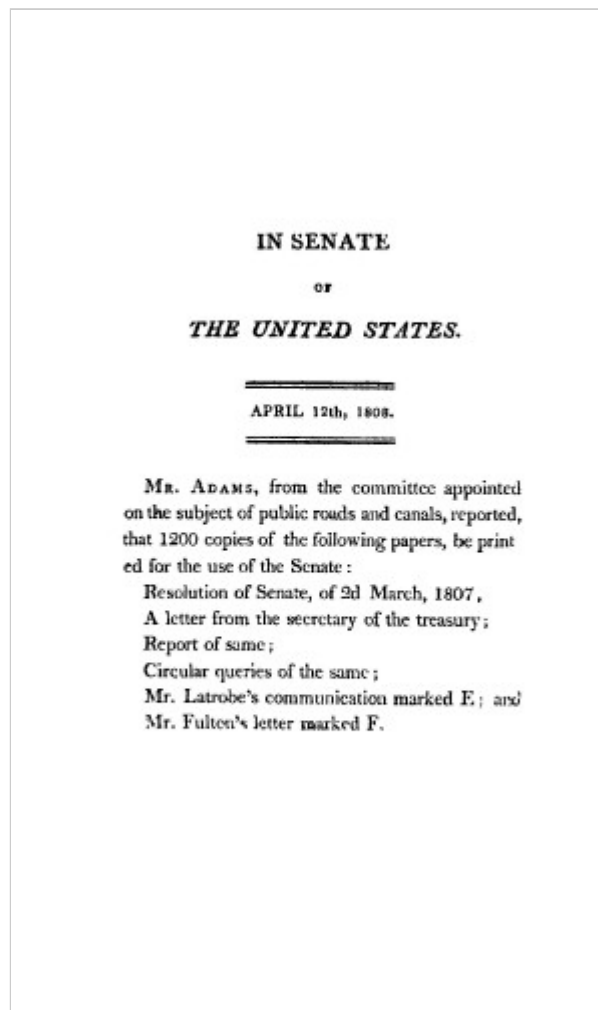 IN SENATE
OF
THE UNITED STATES.
APRIL 12th, 1808.
MR. ADAMS, from the committee appointed
on the subject of public roads and canals, reported,
that 1200 copies of the following papers, be print
ed for the use of the Senate :
Resolution of Senate, of 2d March, 1807,
A letter from the secretary of the treasury ;
Report of same ;
Circular queries of the same ;
Mr. Latrobe's communication marked E ; and
Mr. Fulton's letter marked F.